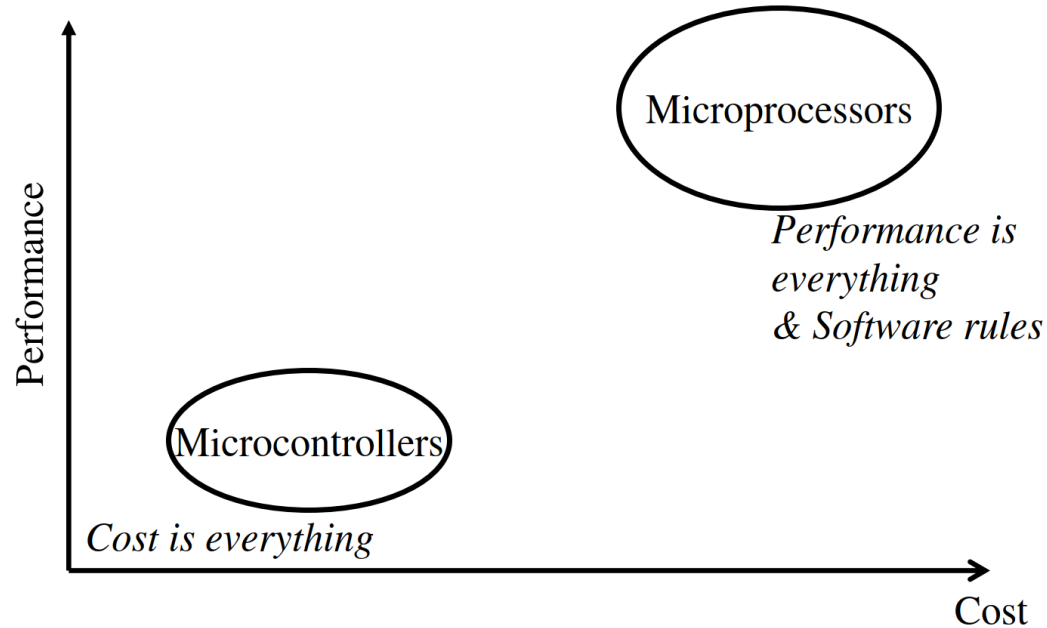 Microprocessors
Performance is
everything
& Software rules
Performance
Microcontrollers
Cost is everything
Cost